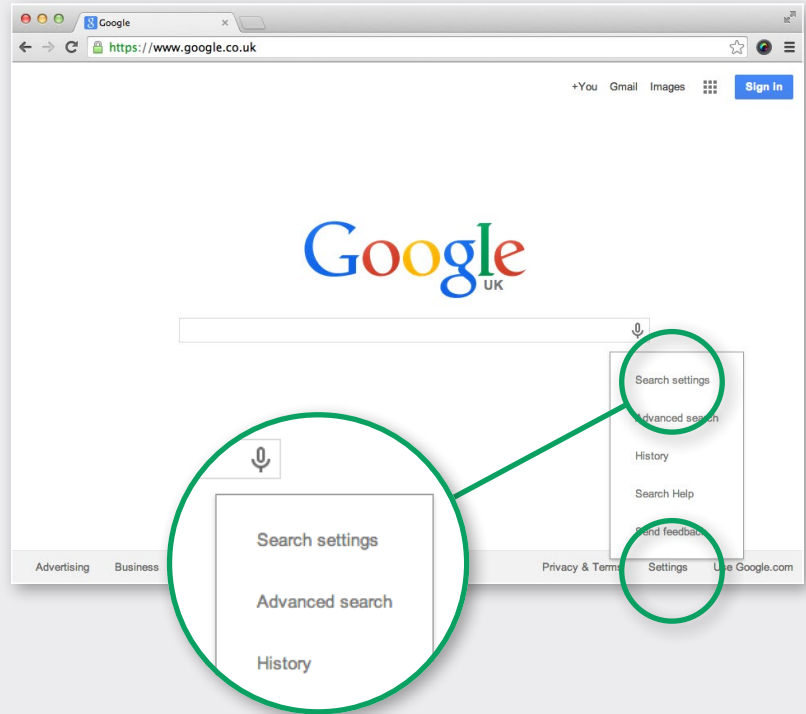 Google
https://www.google.co.uk
+You Gmail Images Sign in
Google
UK
Search settings
Advanced search
History
Search Help
Send feedback
Advertising Business Privacy & Terms Settings Use Google.com
Search settings
Advanced search
History